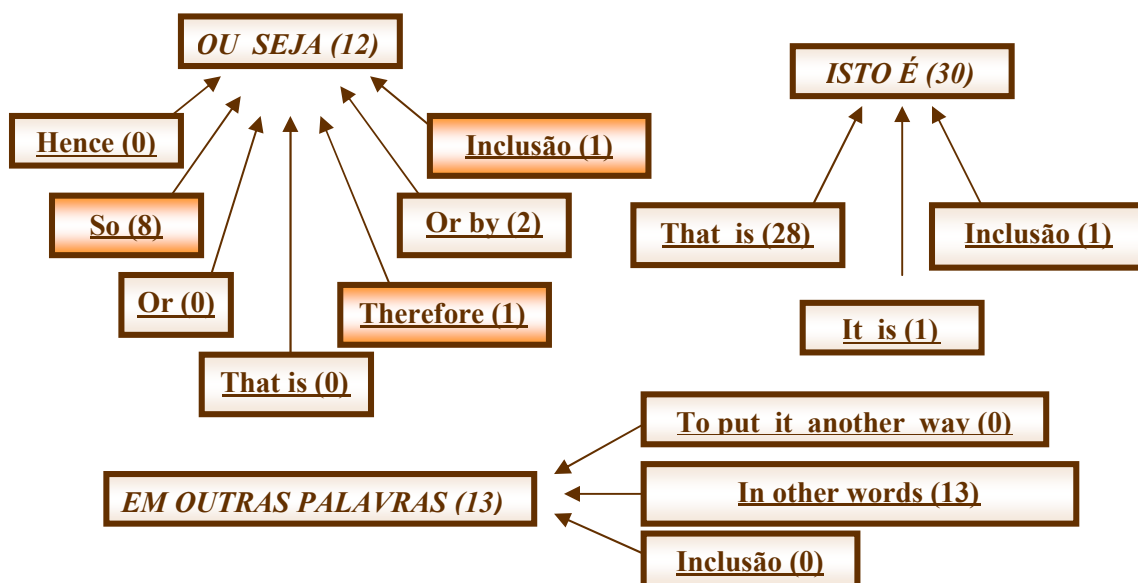 OU SEJA (12)
ISTO É (30)
Hence (0)
Inclusão (1)
So (8)
Or by (2)
That is (28)
Inclusão (1)
Or (0)
Therefore (1)
It is (1)
That is (0)
To put it another way (0)
EM OUTRAS PALAVRAS (13)
In other words (13)
Inclusão (0)